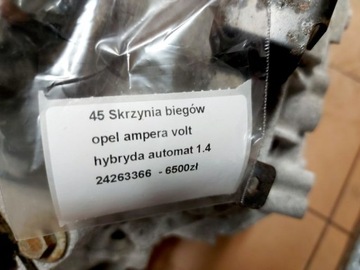 45 Skrzynia biegów
opel ampera volt
hybryda automat 1.4
24263366 - 6500zł